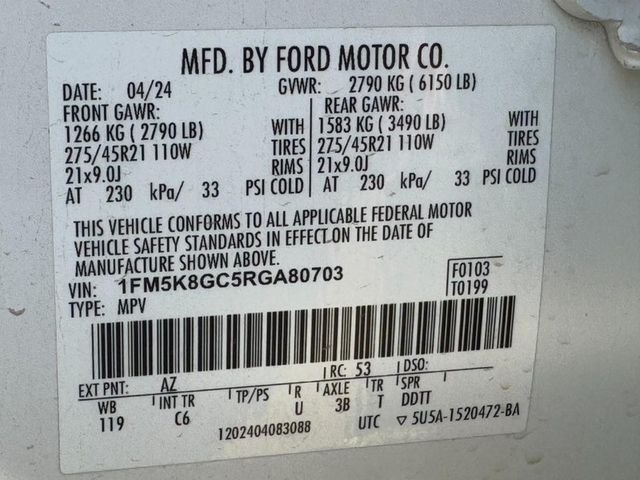 MFD. BY FORD MOTOR CO.
DATE: 04/24 GVWR: 2790 KG ( 6150 LB)
FRONT GAWR: REAR GAWR:
1266 KG ( 2790 LB) WITH 1583 KG ( 3490 LB) WITH
275/45R21 110W TIRES 275/45R21 110W TIRES
21x9.0J RIMS 21x9.0J RIMS
AT 230 kPa/ 33 PSI COLD AT 230 kPa/ 33 PSI COLD
THIS VEHICLE CONFORMS TO ALL APPLICABLE FEDERAL MOTOR
VEHICLE SAFETY STANDARDS IN EFFECT ON THE DATE OF
MANUFACTURE SHOWN ABOVE.
VIN: 1FM5K8GC5RGA80703 F0103
TYPE: MPV T0199
EXT PNT: AZ RC: 53 DSO:
WB INT TR TP/PS R AXLE TR SPR
119 C6 U 3B T DDTT
1202404083088 UTC ▽ 5U5A-1520472-BA